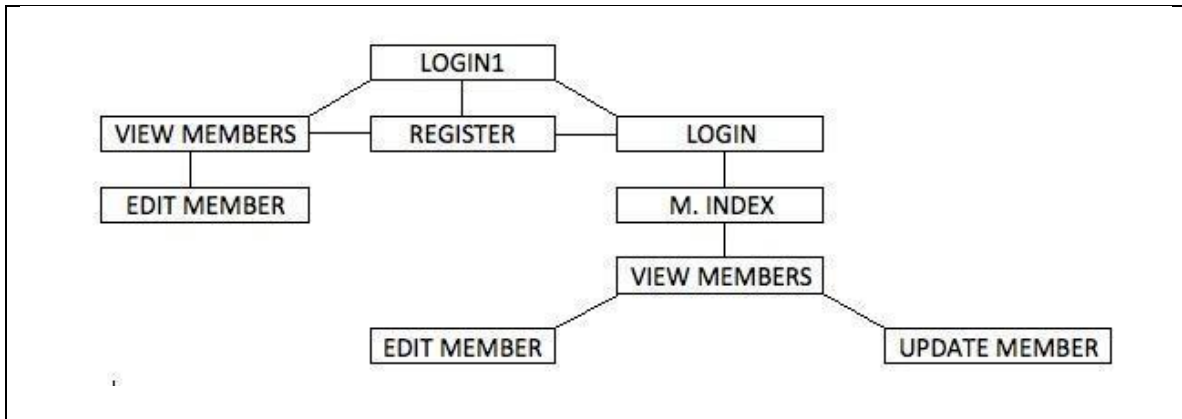 LOGIN1
VIEW MEMBERS
REGISTER
LOGIN
EDIT MEMBER
M. INDEX
VIEW MEMBERS
EDIT MEMBER
UPDATE MEMBER